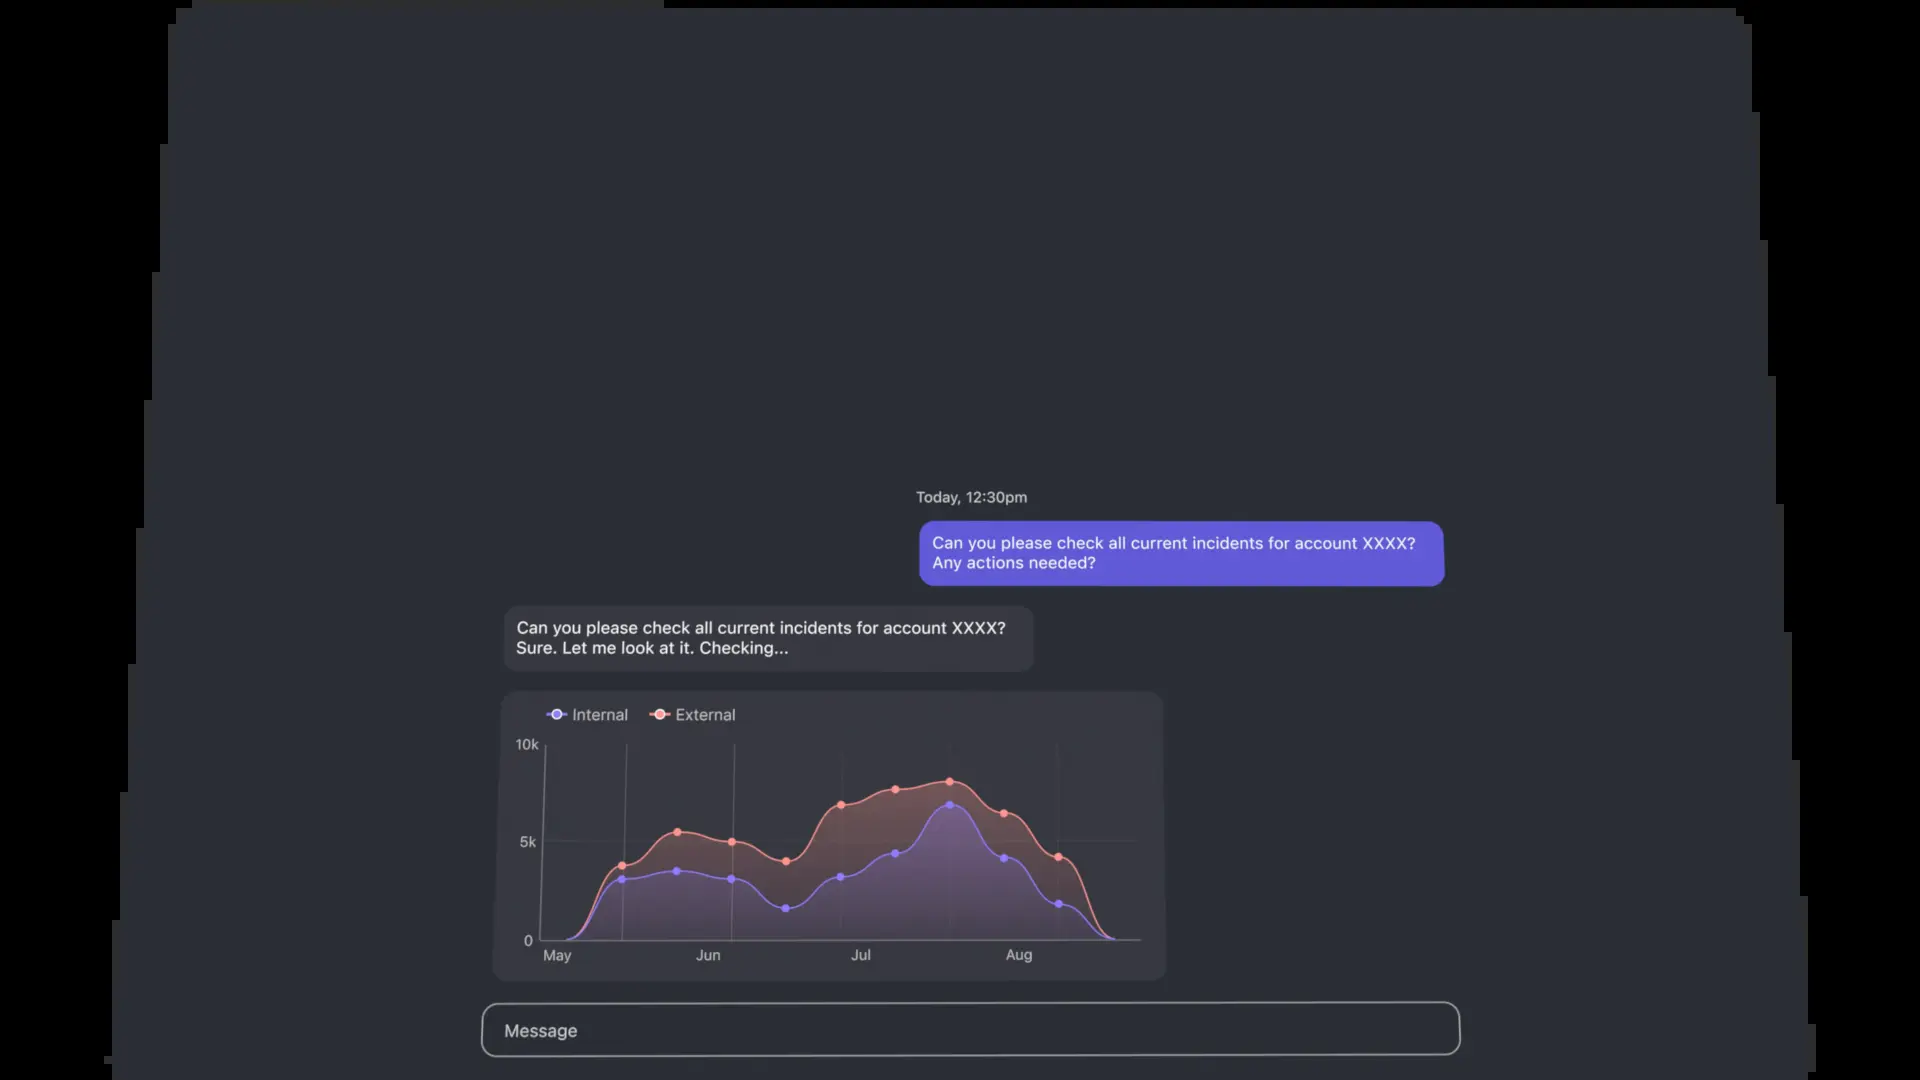 Today, 12:30pm
Can you please check all current incidents for account XXXX?
Any actions needed?
Can you please check all current incidents for account XXXX?
Sure. Let me look at it. Checking...
Internal
External
10k
5k
0
May
Jun
Jul
Aug
Message